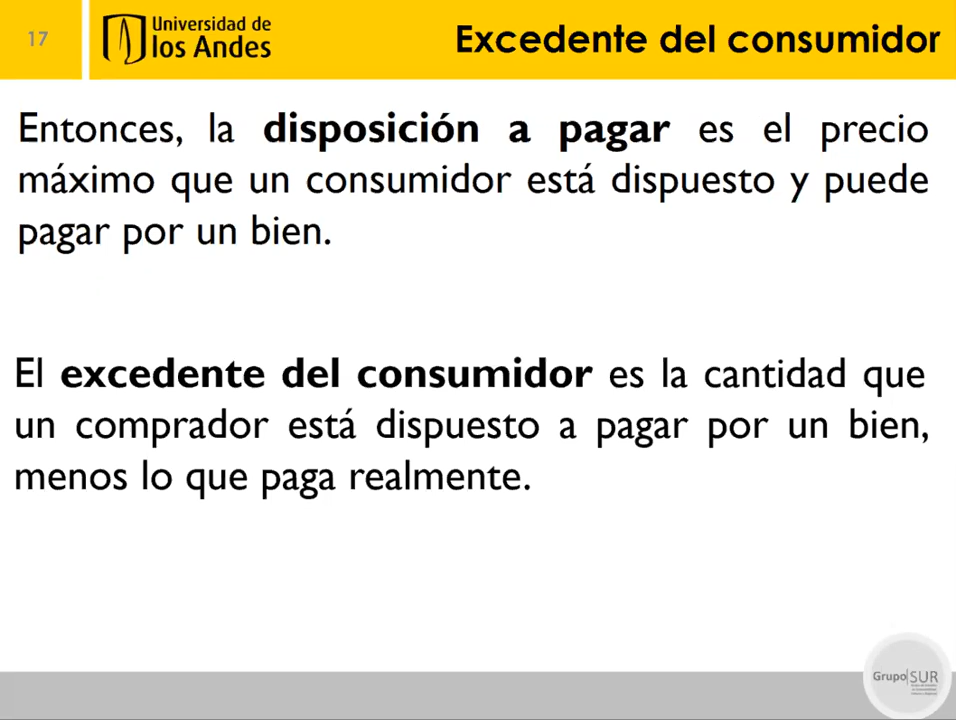 17
Universidad de
los Andes
Excedente del consumidor
Entonces, la disposición a pagar es el precio
máximo que un consumidor está dispuesto y puede
pagar por un bien.
El excedente del consumidor es la cantidad que
un comprador está dispuesto a pagar por un bien,
menos lo que paga realmente.
Grupo|SUR